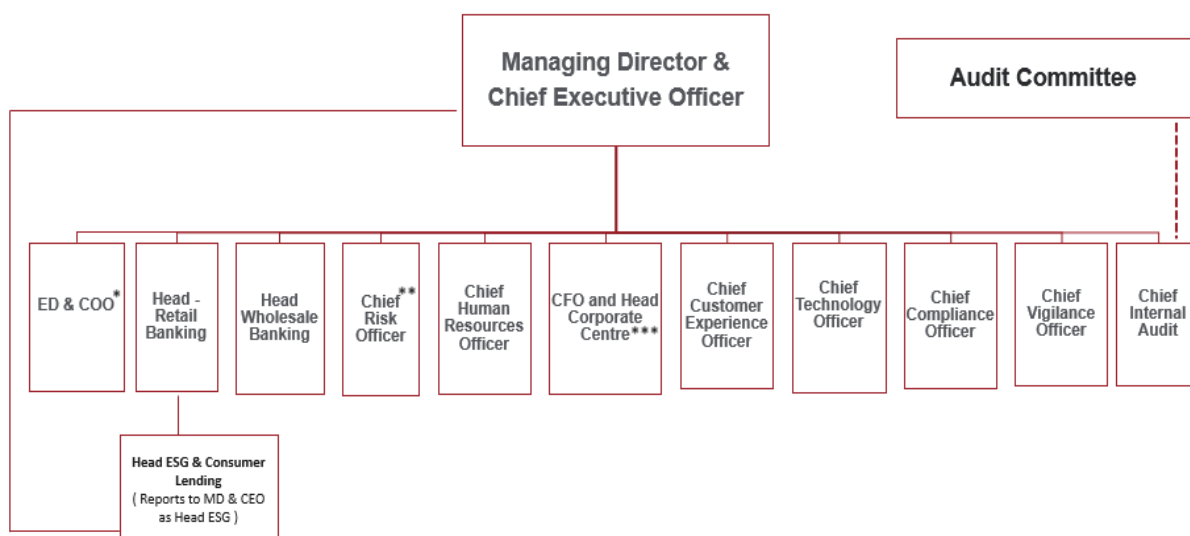 Managing Director &
Chief Executive Officer
Audit Committee
ED & COO*
Head -
Retail
Banking
Head
Wholesale
Banking
Chief**
Risk
Officer
Chief
Human
Resources
Officer
CFO and Head
Corporate
Centre***
Chief
Customer
Experience
Officer
Chief
Technology
Officer
Chief
Compliance
Officer
Chief
Vigilance
Officer
Chief
Internal
Audit
Head ESG & Consumer
Lending
( Reports to MD & CEO
as Head ESG )